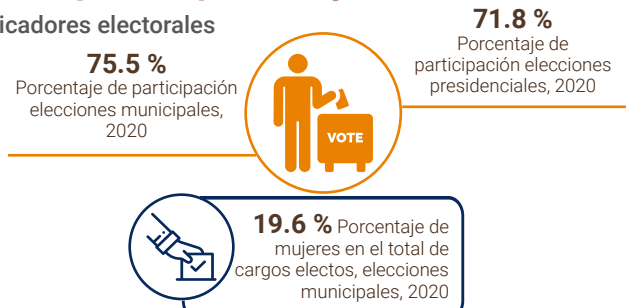 icadores electorales
75.5 %
Porcentaje de participación
elecciones municipales,
2020
71.8 %
Porcentaje de
participación elecciones
presidenciales, 2020
VOTE
19.6 % Porcentaje de
mujeres en el total de
cargos electos, elecciones
municipales, 2020